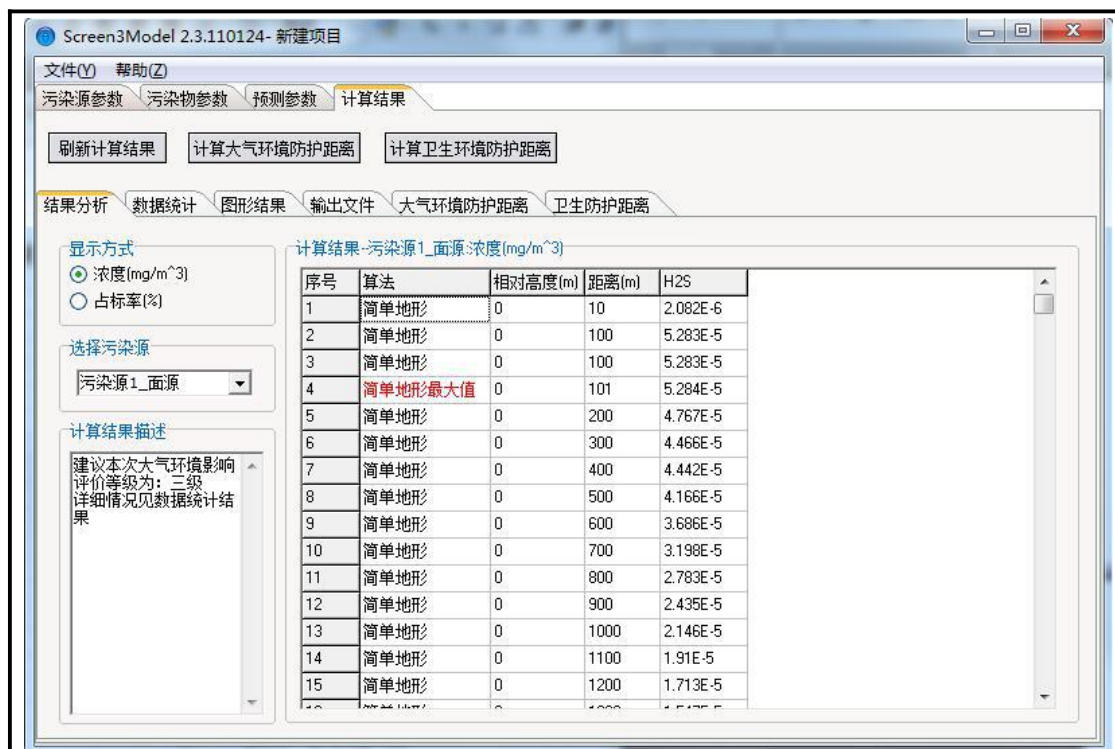 Screen3Model 2.3.110124- 新建项目
文件(Y) 帮助(Z)
污染源参数 污染物参数 预测参数 计算结果
刷新计算结果 计算大气环境防护距离 计算卫生环境防护距离
结果分析 数据统计 图形结果 输出文件 大气环境防护距离 卫生防护距离
显示方式
浓度(mg/m^3)
占标率(%)
选择污染源
污染源1_面源
计算结果描述
建议本次大气环境影响
评价等级为：三级
详细情况见数据统计结
果
计算结果-污染源1_面源:浓度(mg/m^3)
序号 算法 相对高度(m) 距离(m) H2S
1 简单地形 0 10 2.082E-6
2 简单地形 0 100 5.283E-5
3 简单地形 0 100 5.283E-5
4 简单地形最大值 0 101 5.284E-5
5 简单地形 0 200 4.767E-5
6 简单地形 0 300 4.466E-5
7 简单地形 0 400 4.442E-5
8 简单地形 0 500 4.166E-5
9 简单地形 0 600 3.686E-5
10 简单地形 0 700 3.198E-5
11 简单地形 0 800 2.783E-5
12 简单地形 0 900 2.435E-5
13 简单地形 0 1000 2.146E-5
14 简单地形 0 1100 1.91E-5
15 简单地形 0 1200 1.713E-5